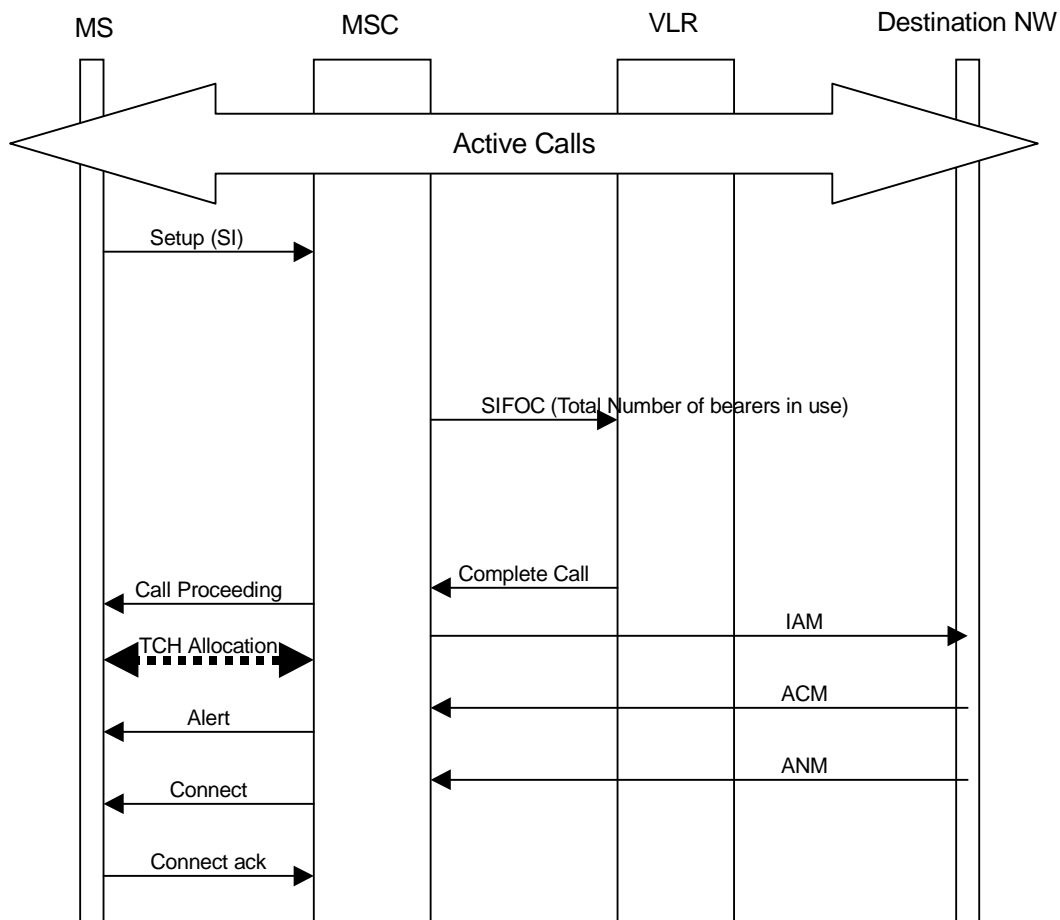 MS
MSC
VLR
Destination NW
Active Calls
Setup (SI)
SIFOC (Total Number of bearers in use)
Complete Call
Call Proceeding
IAM
TCH Allocation
ACM
Alert
ANM
Connect
Connect ack